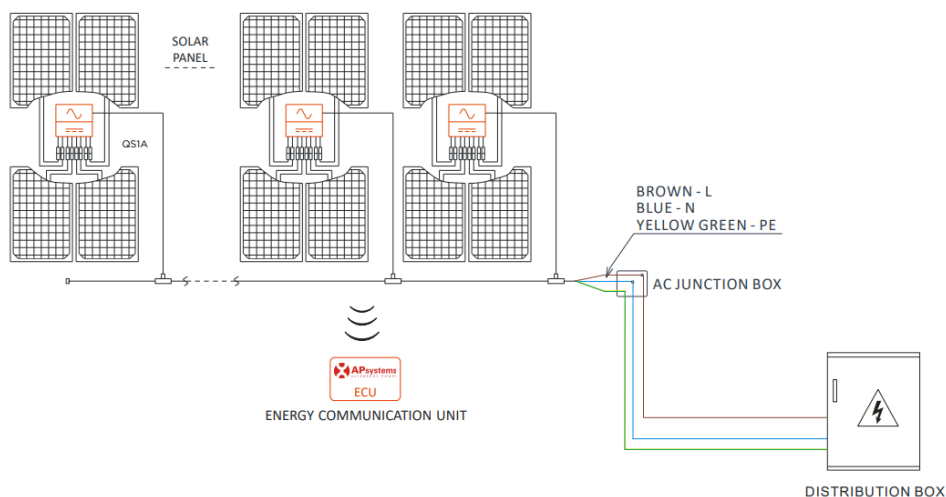 SOLAR
PANEL
QS1A
BROWN - L
BLUE - N
YELLOW GREEN - PE
AC JUNCTION BOX
APsystems
ECU
ENERGY COMMUNICATION UNIT
DISTRIBUTION BOX